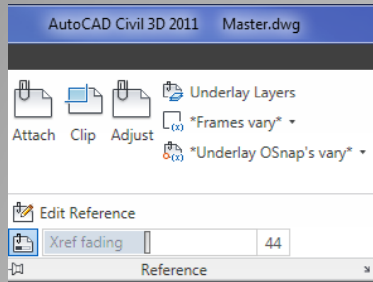 AutoCAD Civil 3D 2011 Master.dwg
Underlay Layers
*Frames vary*
Attach Clip Adjust
*Underlay OSnap's vary*
Edit Reference
Xref fading 44
Reference